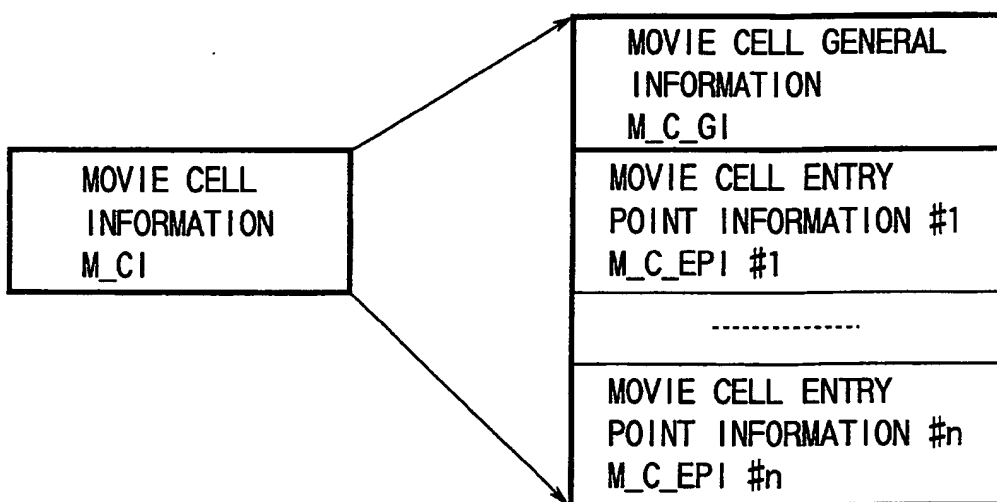 MOVIE CELL
INFORMATION
M_CI
MOVIE CELL GENERAL
INFORMATION
M_C_GI
MOVIE CELL ENTRY
POINT INFORMATION #1
M_C_EPI #1
MOVIE CELL ENTRY
POINT INFORMATION #n
M_C_EPI #n